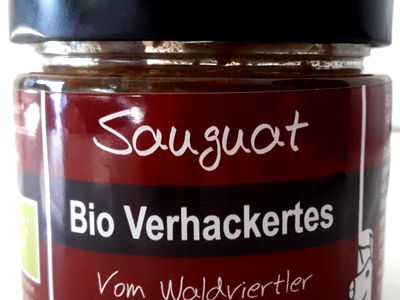 Sauguat
Bio Verhackertes
Vom Waldviertler